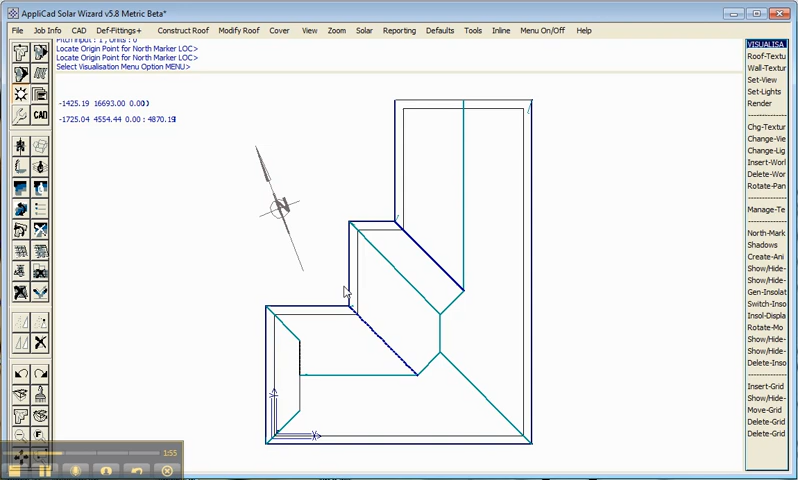 AppliCad Solar Wizard v5.8 Metric Beta*
File Job Info CAD Def-Fittings+ Construct Roof Modify Roof Cover View Zoom Solar Reporting Defaults Tools Inline Menu On/Off Help
Locate Origin Point for North Marker LOC>
Locate Origin Point for North Marker LOC>
Select Visualisation Menu Option MENU>
-1425.19 16693.00 0.00
-1725.04 4554.44 0.00 : 4870.19
N
Y
X
CAD
VISUALISA
Roof-Textu
Wall-Textur
Set-View
Set-Lights
Render
Chg-Textur
Change-Vie
Change-Lig
Insert-Worl
Delete-Wor
Rotate-Pan
Manage-Te
North-Mark
Shadows
Create-Ani
Show/Hide-
Show/Hide-
Gen-Insolat
Switch-Inso
Insol-Displa
Rotate-Mo
Show/Hide-
Show/Hide-
Delete-Inso
Insert-Grid
Show/Hide-
Move-Grid
Delete-Grid
Delete-Grid
1:55